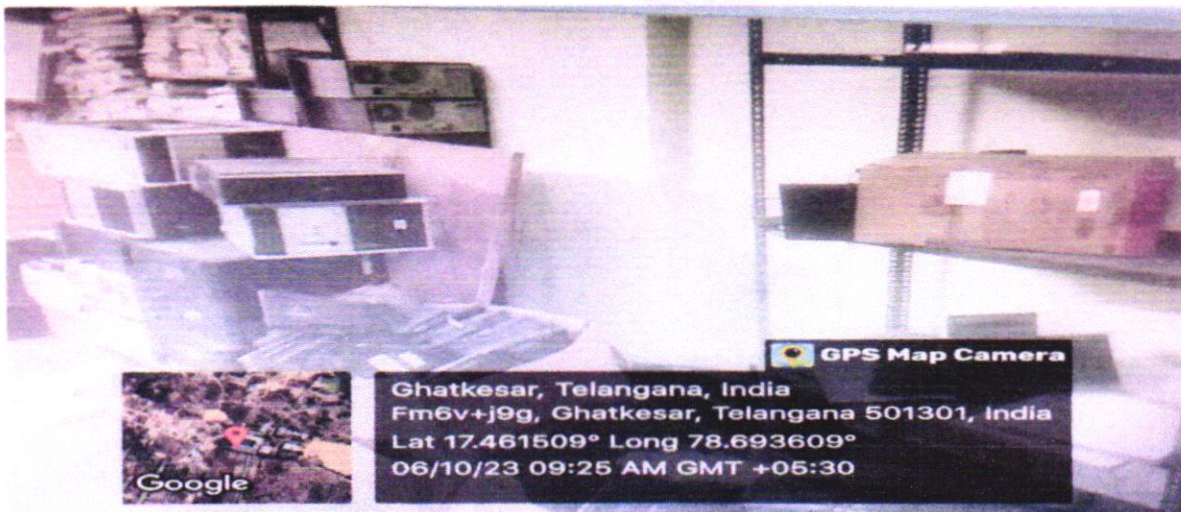 GPS Map Camera
Ghatkesar, Telangana, India
Fm6v+j9g, Ghatkesar, Telangana 501301, India
Lat 17.461509° Long 78.693609°
06/10/23 09:25 AM GMT +05:30
Google